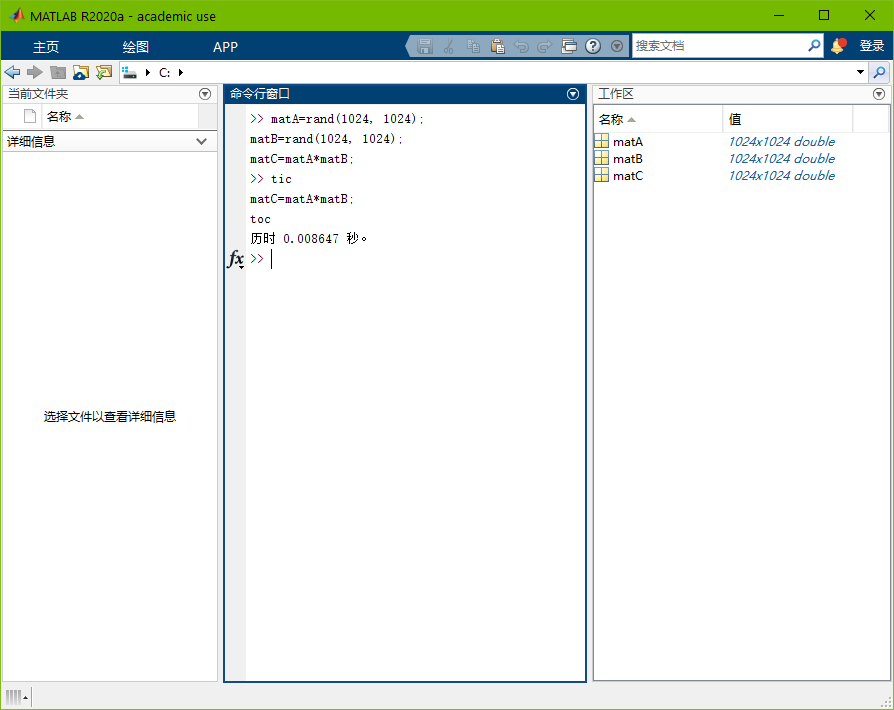 MATLAB R2020a - academic use
主页 绘图 APP 搜索文档 登录
C:
当前文件夹
名称
详细信息
选择文件以查看详细信息
命令行窗口
>> matA=rand(1024, 1024);
matB=rand(1024, 1024);
matC=matA*matB;
>> tic
matC=matA*matB;
toc
历时 0.008647 秒。
fx >>
工作区
名称 值
matA 1024x1024 double
matB 1024x1024 double
matC 1024x1024 double